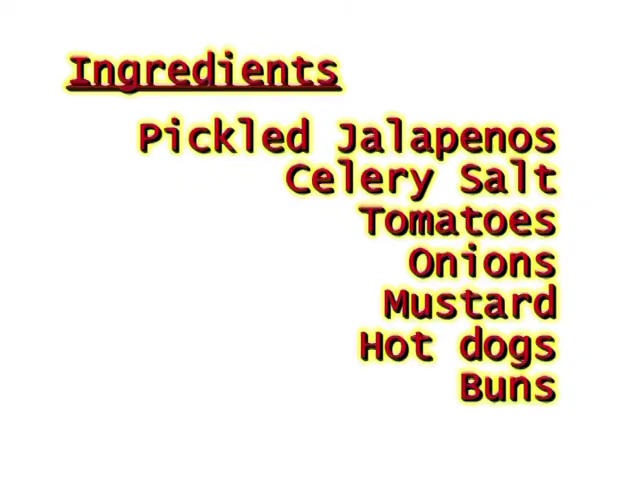 Ingredients
Pickled Jalapenos
Celery Salt
Tomatoes
Onions
Mustard
Hot dogs
Buns